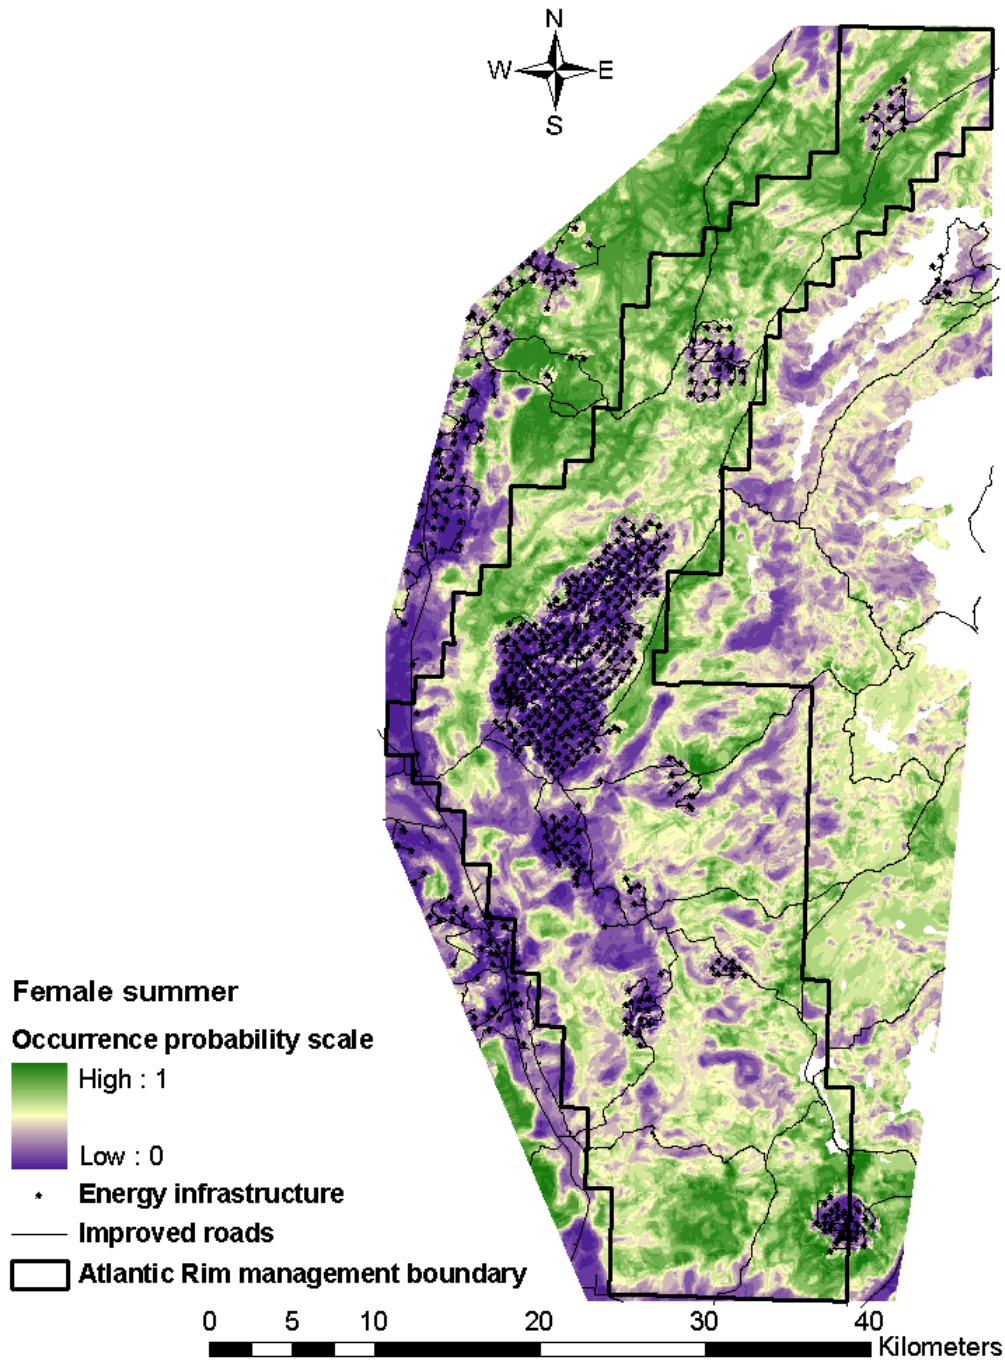 N
W E
S
Female summer
Occurrence probability scale
High : 1
Low : 0
Energy infrastructure
Improved roads
Atlantic Rim management boundary
0 5 10 20 30 40
Kilometers